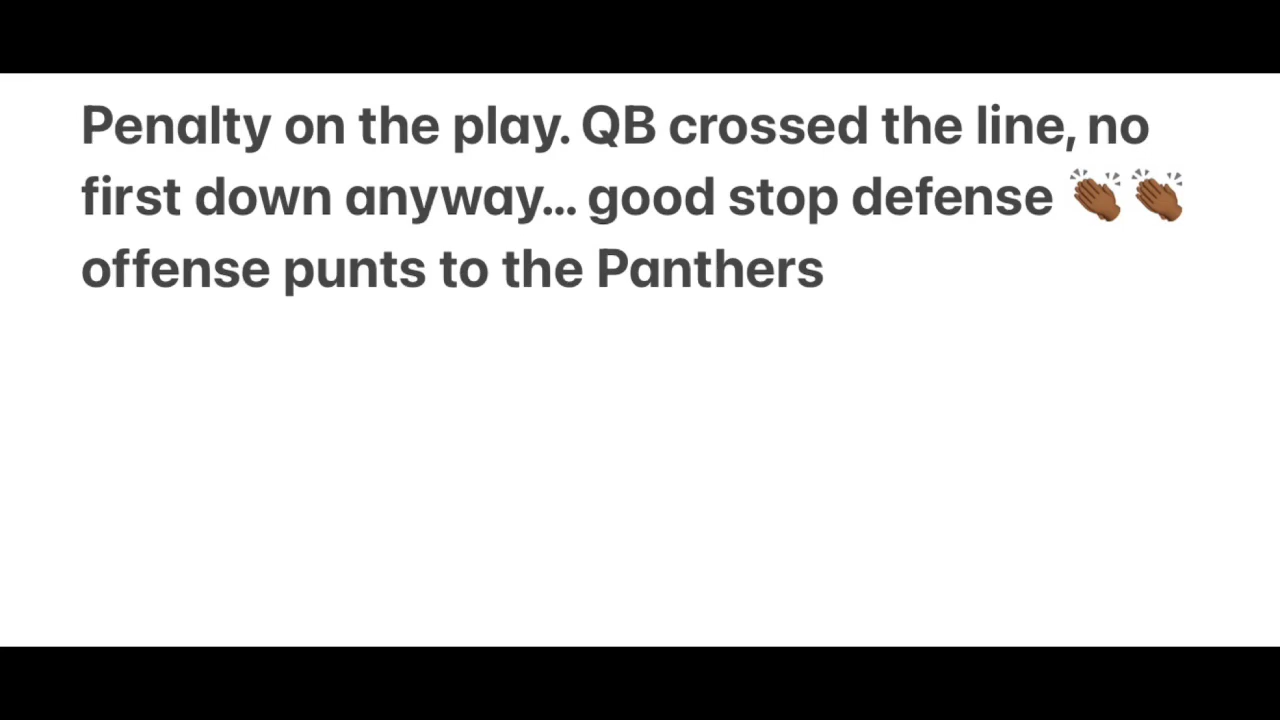 Penalty on the play. QB crossed the line, no
first down anyway... good stop defense 👏🏾👏🏾
offense punts to the Panthers